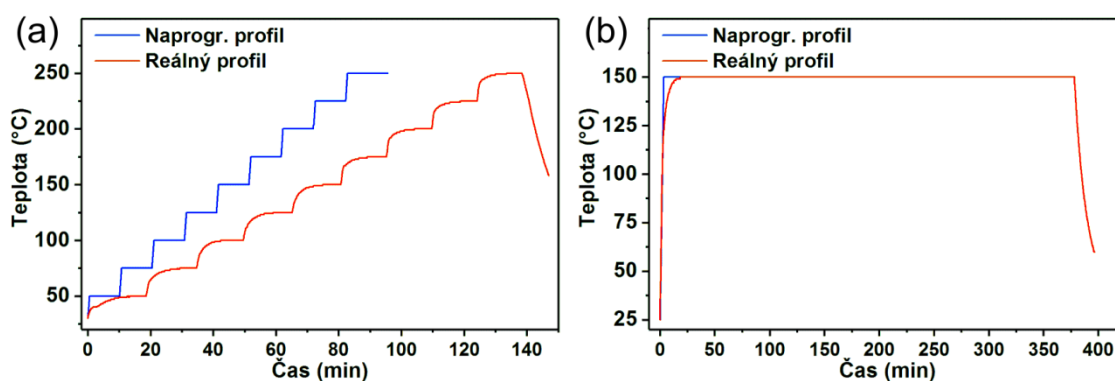 (a)
Naprogr. profil
Reálný profil
250
200
150
100
50
Teplota (°C)
0 20 40 60 80 100 120 140
Čas (min)
(b)
Naprogr. profil
Reálný profil
150
125
100
75
50
25
Teplota (°C)
0 50 100 150 200 250 300 350 400
Čas (min)